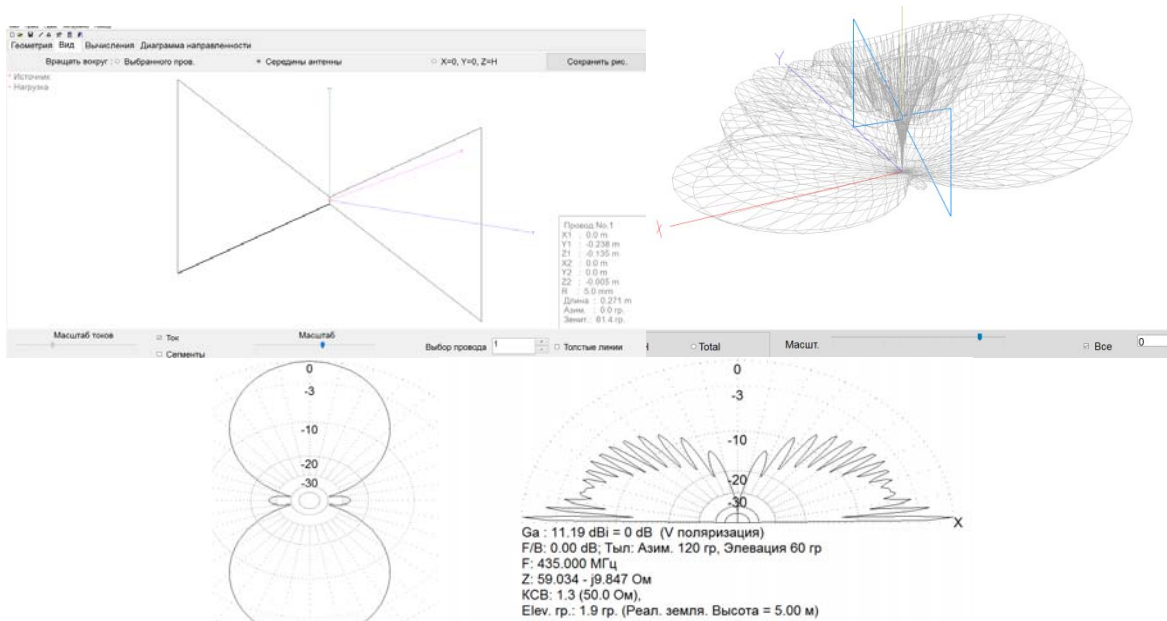 Геометрия Вид Вычисления Диаграмма направленности
Вращать вокруг : Выбранного пров. Середины антенны X=0, Y=0, Z=H Сохранить рис.
Источник
Нагрузка
Провод No.1
X1 : 0.0 m
Y1 : -0.238 m
Z1 : -0.135 m
X2 : 0.0 m
Y2 : 0.0 m
Z2 : -0.005 m
R : 5.0 mm
Длина : 0.271 m
Азим. : 0.0 гр.
Зенит.: 61.4 гр.
Масштаб токов Ток Масштаб
Сегменты
Выбор провода 1 Толстые линии
Y
X
Total Масшт. Все 0
0
-3
-10
-20
-30
0
-3
-10
-20
-30
X
Ga : 11.19 dBi = 0 dB (V поляризация)
F/B: 0.00 dB; Тыл: Азим. 120 гр, Элевация 60 гр
F: 435.000 МГц
Z: 59.034 - j9.847 Ом
КСВ: 1.3 (50.0 Ом),
Elev. гр.: 1.9 гр. (Реал. земля. Высота = 5.00 м)